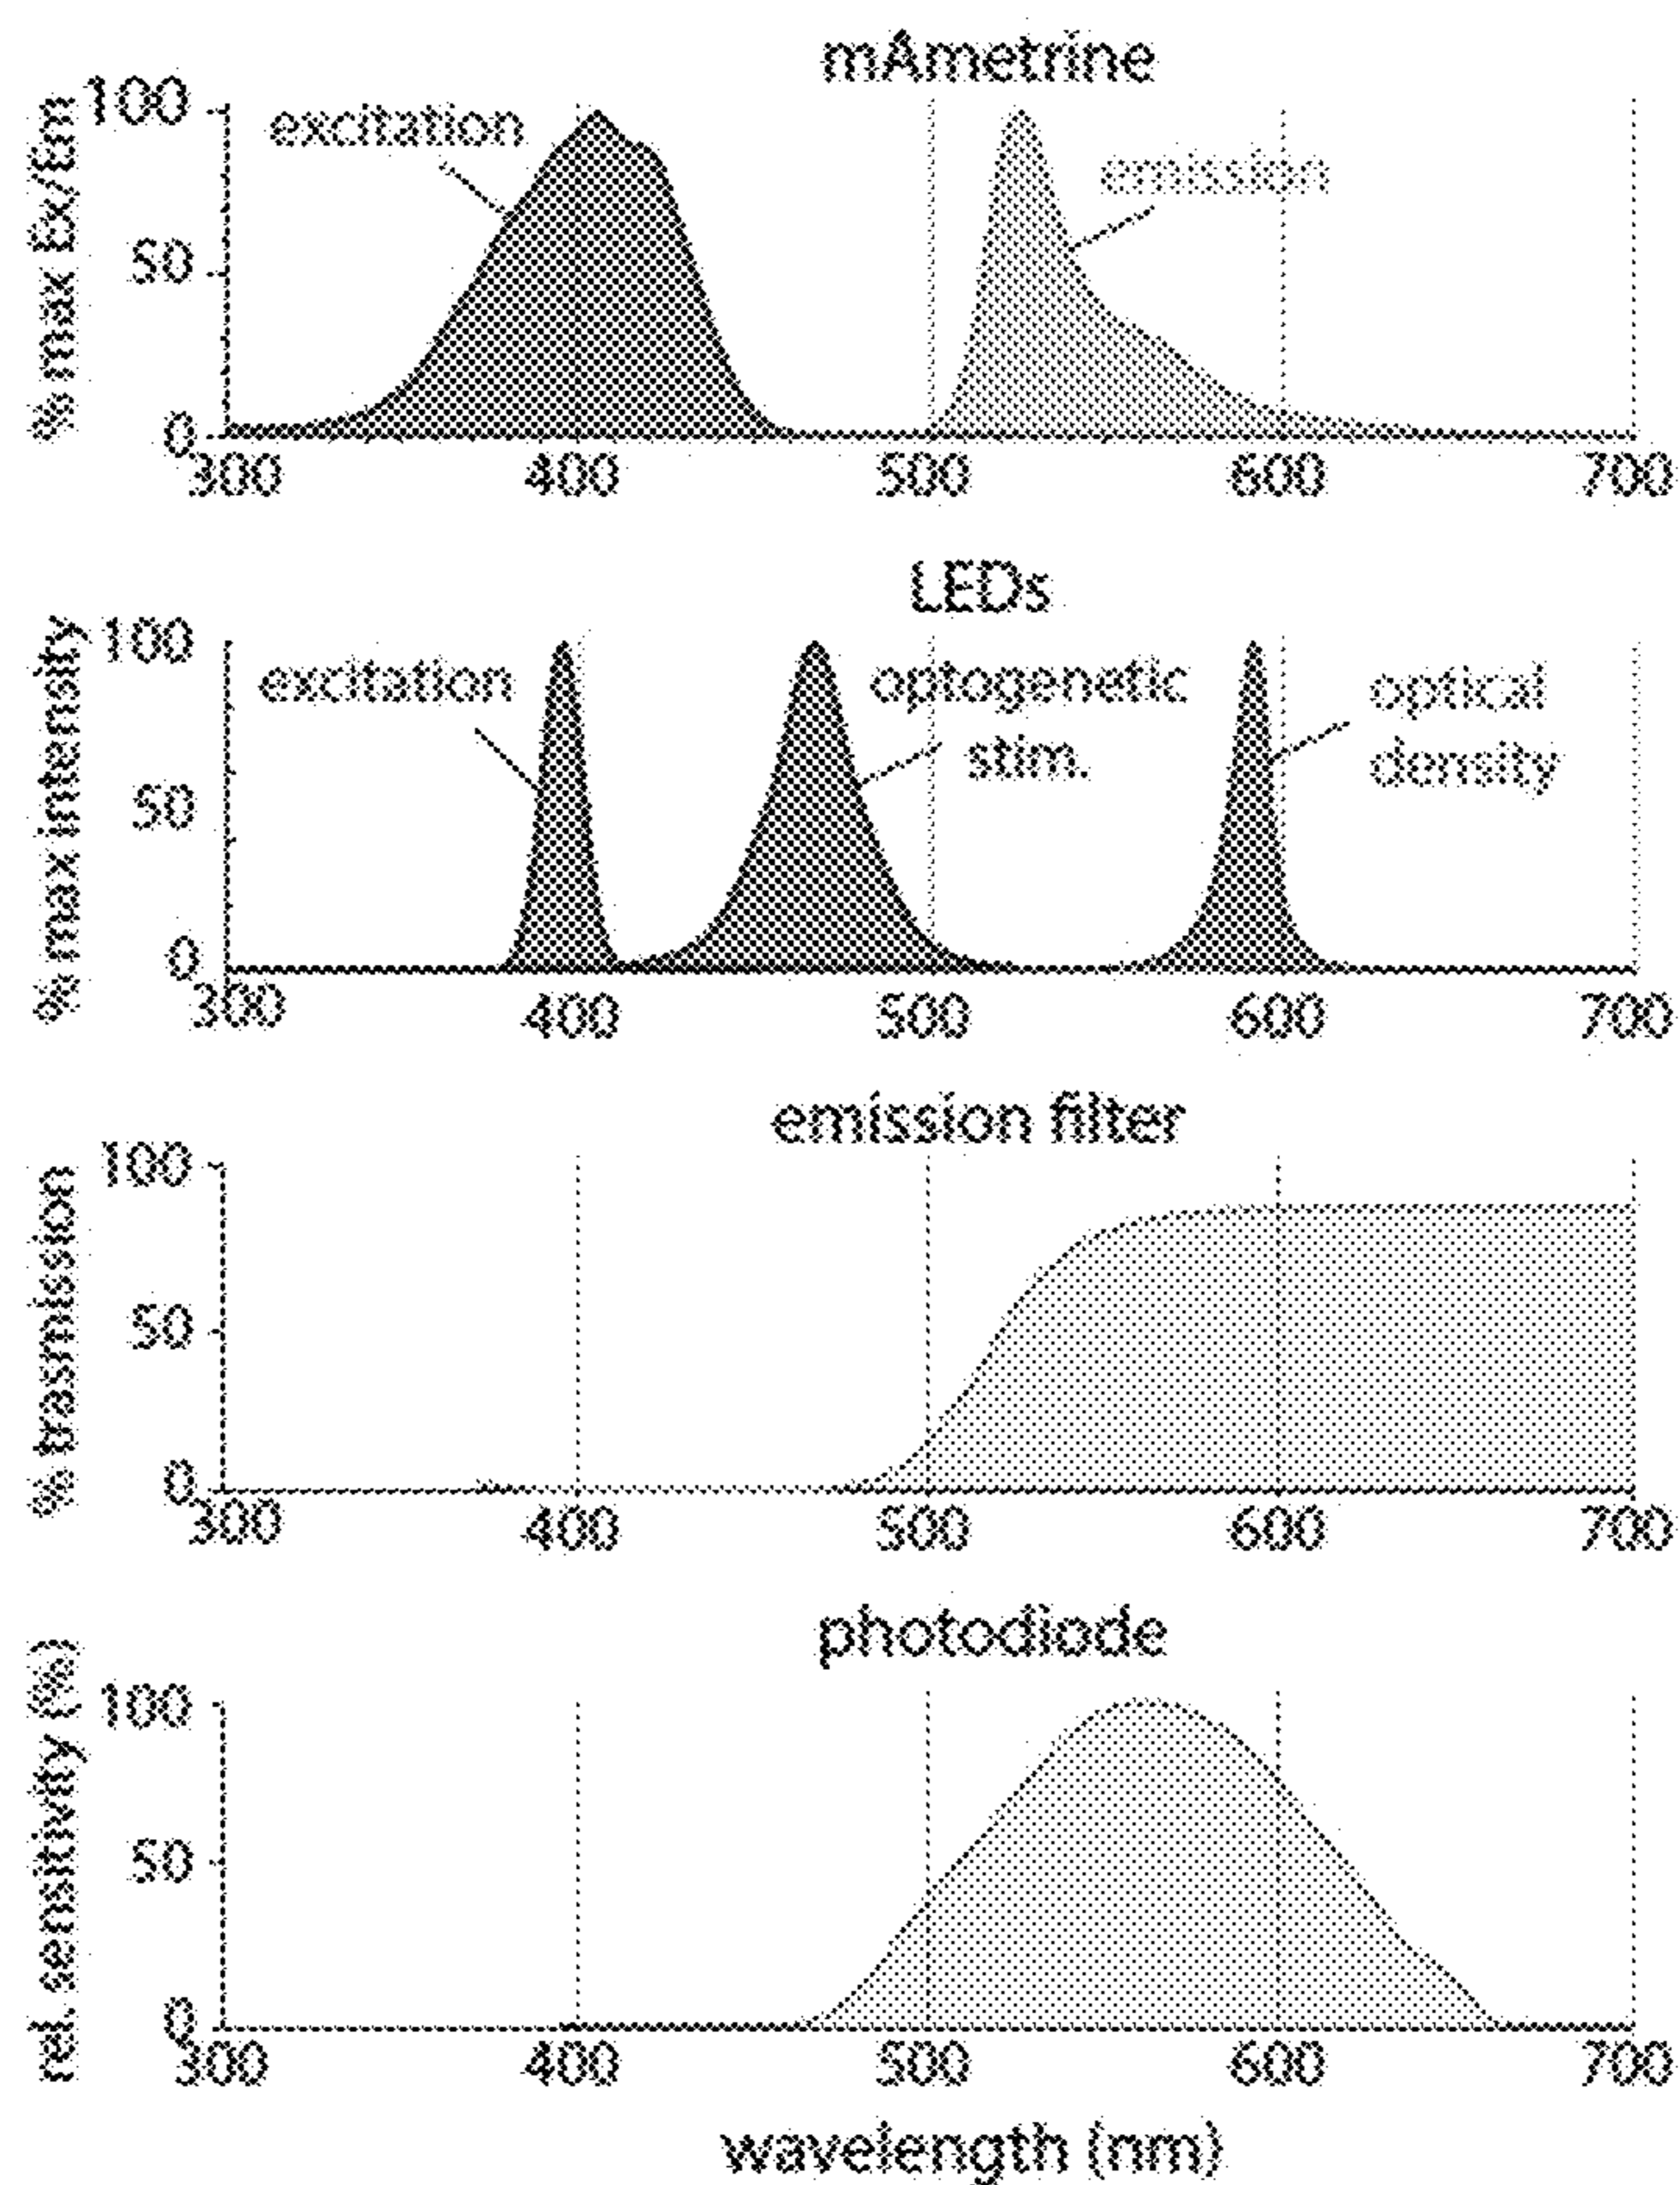 mAmetrine
% max Ex/Em
100
50
0
excitation
emission
300 400 500 600 700
LEDs
% max intensity
100
50
0
excitation
optogenetic
stim.
optical
density
300 400 500 600 700
emission filter
% trasmission
100
50
0
300 400 500 600 700
photodiode
rel. sensitivity (%)
100
50
0
300 400 500 600 700
wavelength (nm)